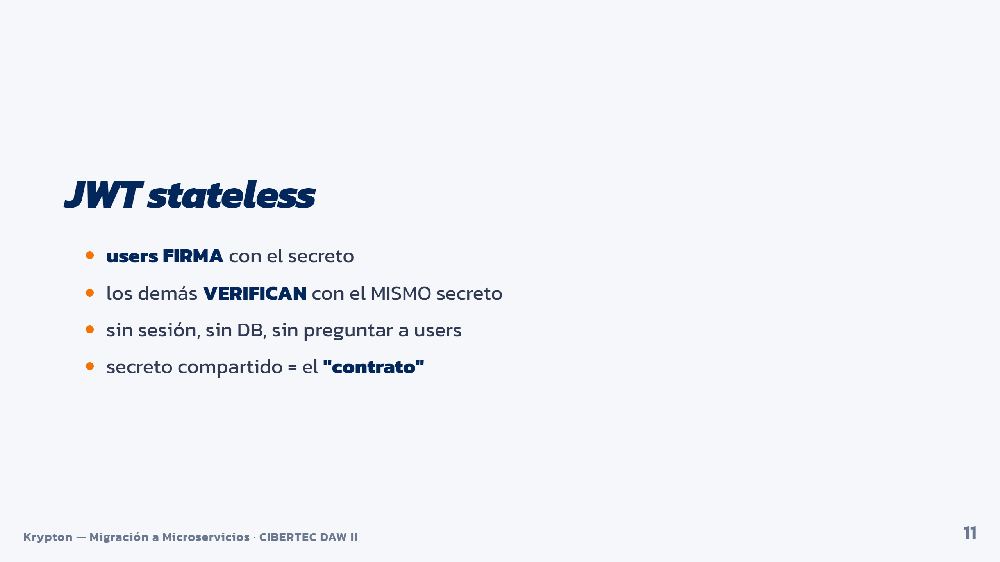 JWT stateless
users FIRMA con el secreto
los demás VERIFICAN con el MISMO secreto
sin sesión, sin DB, sin preguntar a users
secreto compartido = el "contrato"
Krypton — Migración a Microservicios · CIBERTEC DAW II
11